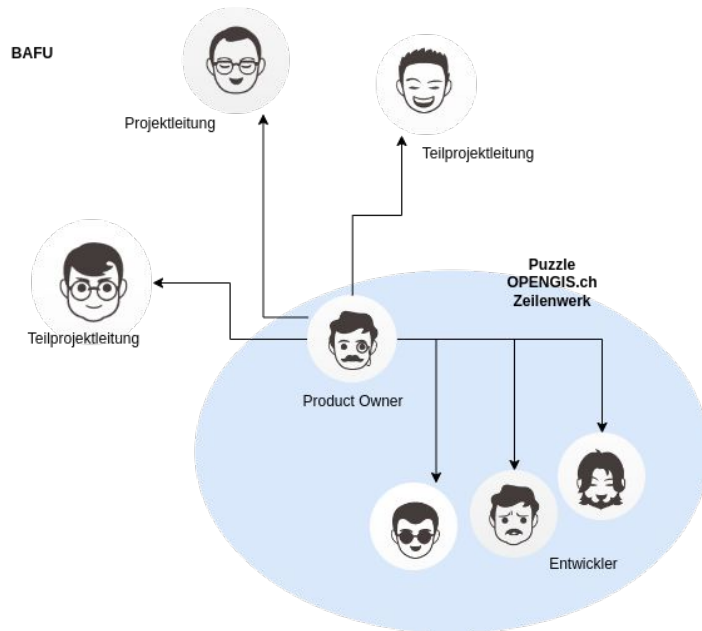 BAFU
Projektleitung
Teilprojektleitung
Puzzle
OPENGIS.ch
Zeilenwerk
Teilprojektleitung
Product Owner
Entwickler